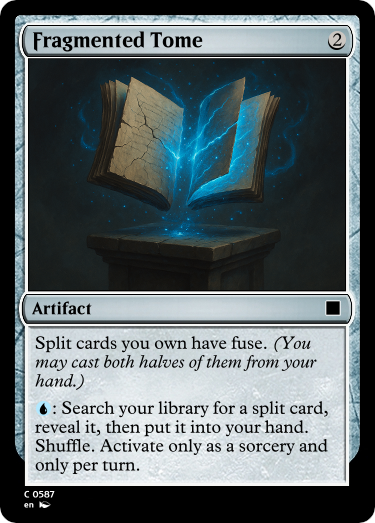 Fragmented Tome
2
Artifact
Split cards you own have fuse. (You
may cast both halves of them from your
hand.)
: Search your library for a split card,
reveal it, then put it into your hand.
Shuffle. Activate only as a sorcery and
only per turn.
C 0587
en